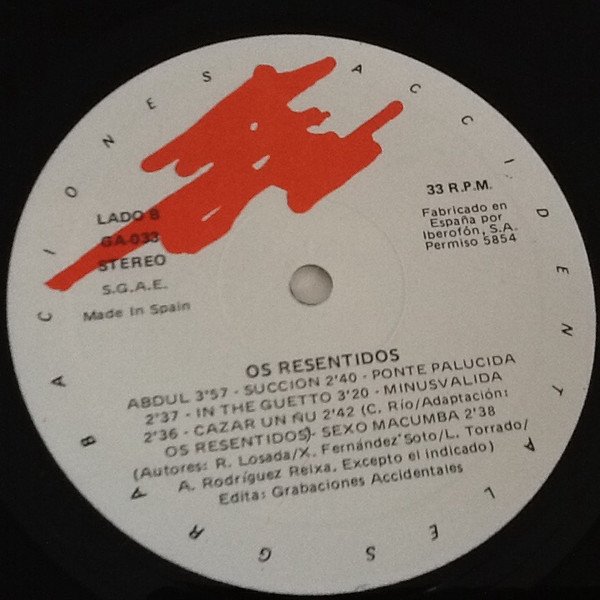 GRABACIONES ACCIDENTALES
LADO B
GA-033
STEREO
S.G.A.E.
Made In Spain
33 R.P.M.
Fabricado en
España por
Iberofón, S.A.
Permiso 5854
OS RESENTIDOS
ABDUL 3'57 - SUCCION 2'40 - PONTE PALUCIDA
2'37 - IN THE GUETTO 3'20 - MINUSVALIDA
2'36 - CAZAR UN ÑU 2'42 (C. Río/Adaptación:
OS RESENTIDOS)- SEXO MACUMBA 2'38
(Autores: R. Losada/X. Fernández Soto/L. Torrado/
A. Rodríguez Reixa, Excepto el indicado)
Edita: Grabaciones Accidentales